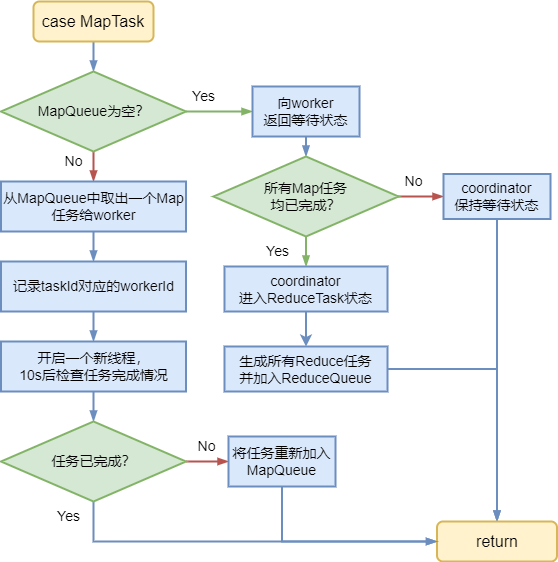 case MapTask
MapQueue为空?
Yes
向worker
返回等待状态
No
从MapQueue中取出一个Map
任务给worker
所有Map任务
均已完成?
No
coordinator
保持等待状态
Yes
记录taskId对应的workerId
coordinator
进入ReduceTask状态
开启一个新线程,
10s后检查任务完成情况
生成所有Reduce任务
并加入ReduceQueue
任务已完成?
No
将任务重新加入
MapQueue
Yes
return